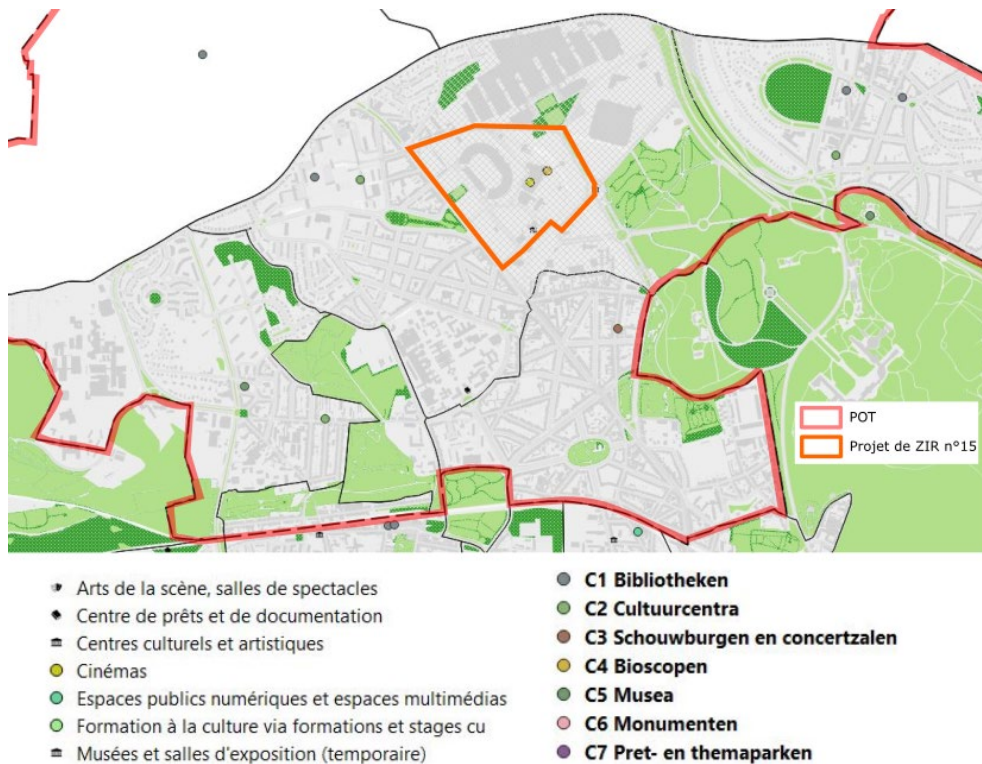 POT
Projet de ZIR n°15
Arts de la scène, salles de spectacles
Centre de prêts et de documentation
Centres culturels et artistiques
Cinémas
Espaces publics numériques et espaces multimédias
Formation à la culture via formations et stages cu
Musées et salles d'exposition (temporaire)
C1 Bibliotheken
C2 Cultuurcentra
C3 Schouwburgen en concertzalen
C4 Bioscopen
C5 Musea
C6 Monumenten
C7 Pret- en themaparken